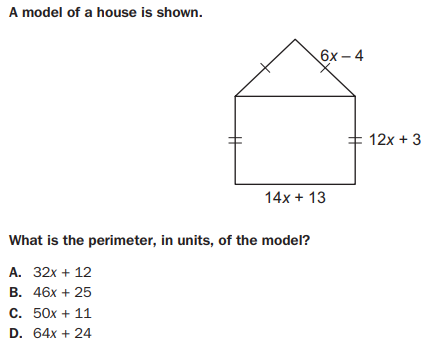 A model of a house is shown.
6x – 4
12x + 3
14x + 13
What is the perimeter, in units, of the model?
A. 32x + 12
B. 46x + 25
C. 50x + 11
D. 64x + 24